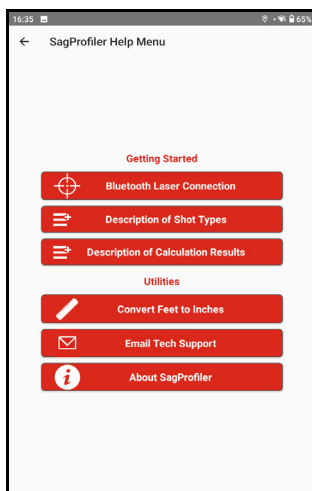 16:35 65%
SagProfiler Help Menu
Getting Started
Bluetooth Laser Connection
Description of Shot Types
Description of Calculation Results
Utilities
Convert Feet to Inches
Email Tech Support
i About SagProfiler